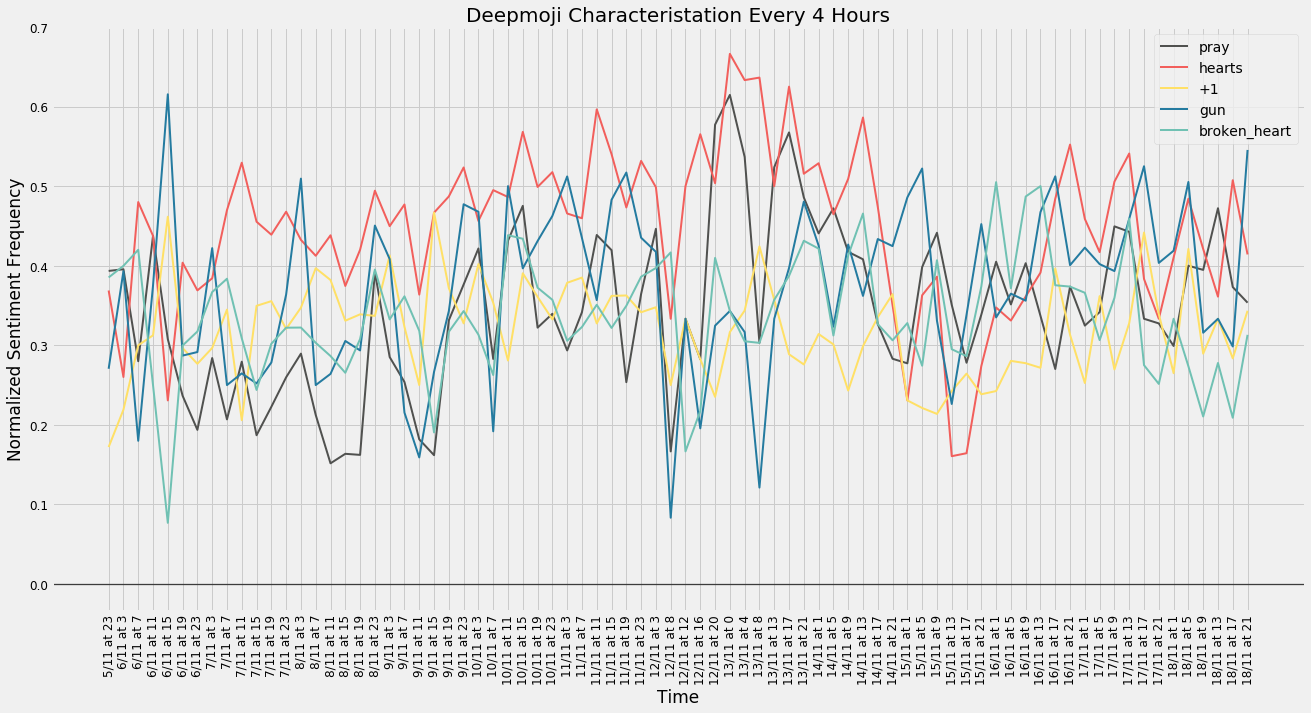 Deepmoji Characteristation Every 4 Hours
pray
hearts
+1
gun
broken_heart
Normalized Sentiment Frequency
0.7
0.6
0.5
0.4
0.3
0.2
0.1
0.0
5/11 at 23
6/11 at 3
6/11 at 7
6/11 at 11
6/11 at 15
6/11 at 19
6/11 at 23
7/11 at 3
7/11 at 7
7/11 at 11
7/11 at 15
7/11 at 19
7/11 at 23
8/11 at 3
8/11 at 7
8/11 at 11
8/11 at 15
8/11 at 19
8/11 at 23
9/11 at 3
9/11 at 7
9/11 at 11
9/11 at 15
9/11 at 19
9/11 at 23
10/11 at 3
10/11 at 7
10/11 at 11
10/11 at 15
10/11 at 19
10/11 at 23
11/11 at 3
11/11 at 7
11/11 at 11
11/11 at 15
11/11 at 19
11/11 at 23
12/11 at 3
12/11 at 8
12/11 at 12
12/11 at 16
12/11 at 20
13/11 at 0
13/11 at 4
13/11 at 8
13/11 at 13
13/11 at 17
13/11 at 21
14/11 at 1
14/11 at 5
14/11 at 9
14/11 at 13
14/11 at 17
14/11 at 21
15/11 at 1
15/11 at 5
15/11 at 9
15/11 at 13
15/11 at 17
15/11 at 21
16/11 at 1
16/11 at 5
16/11 at 9
16/11 at 13
16/11 at 17
16/11 at 21
17/11 at 1
17/11 at 5
17/11 at 9
17/11 at 13
17/11 at 17
17/11 at 21
18/11 at 1
18/11 at 5
18/11 at 9
18/11 at 13
18/11 at 17
18/11 at 21
Time